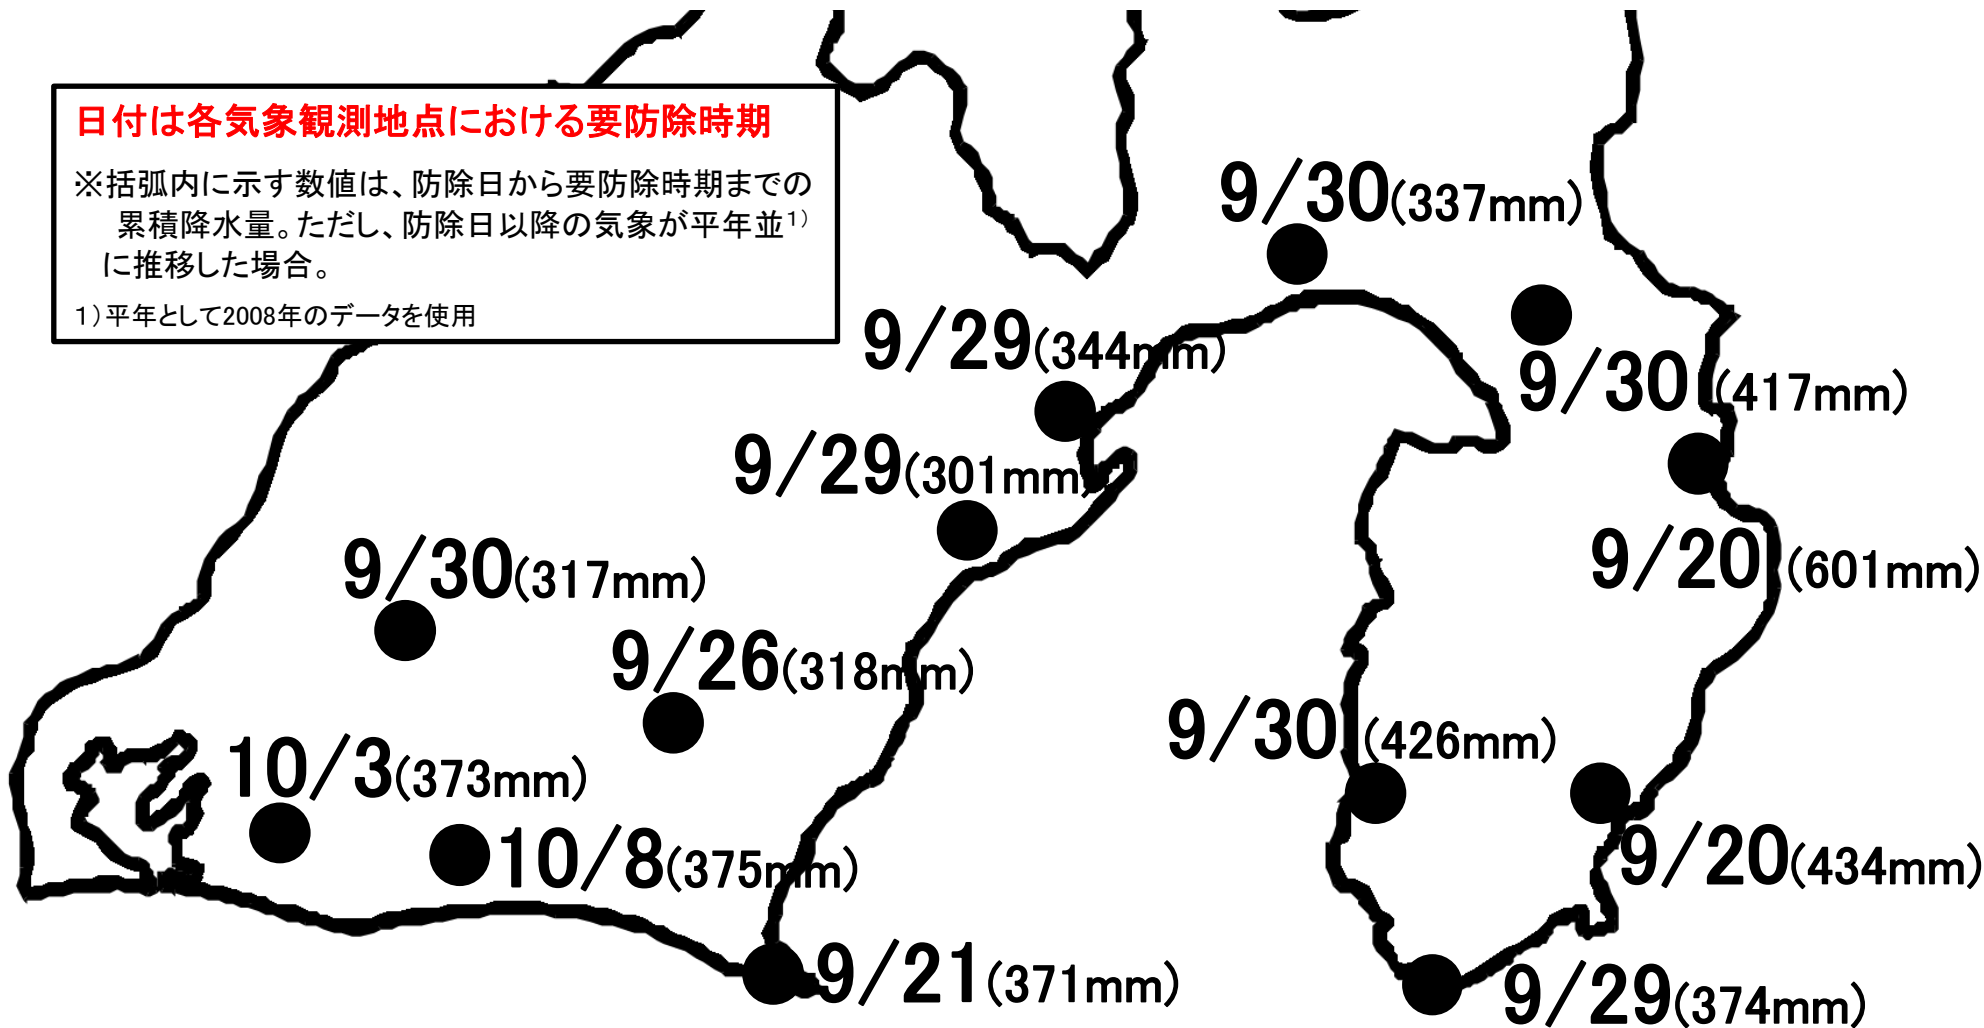 日付は各気象観測地点における要防除時期
※括弧内に示す数値は、防除日から要防除時期までの
累積降水量。ただし、防除日以降の気象が平年並1)
に推移した場合。
1)平年として2008年のデータを使用
9/30(337mm)
9/29(344mm)
9/30(417mm)
9/29(301mm)
9/20(601mm)
9/30(317mm)
9/26(318mm)
9/30(426mm)
10/3(373mm)
10/8(375mm)
9/20(434mm)
9/21(371mm)
9/29(374mm)